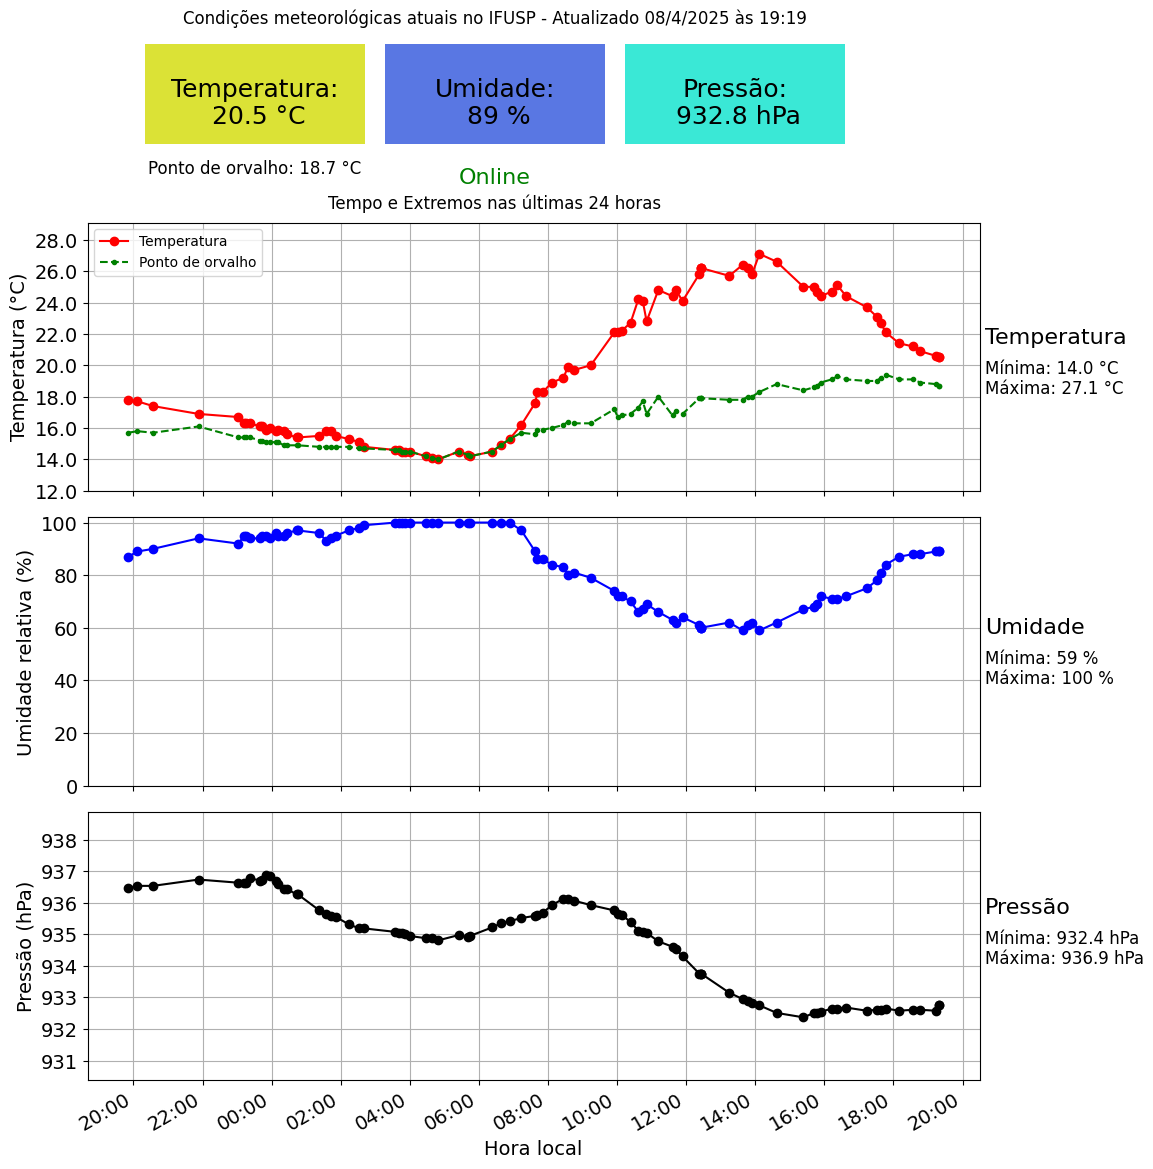 Condições meteorológicas atuais no IFUSP - Atualizado 08/4/2025 às 19:19
Temperatura:
20.5 °C
Umidade:
89 %
Pressão:
932.8 hPa
Ponto de orvalho: 18.7 °C
Online
Tempo e Extremos nas últimas 24 horas
Temperatura (°C)
28.0
26.0
24.0
22.0
20.0
18.0
16.0
14.0
12.0
Temperatura
Ponto de orvalho
Temperatura
Mínima: 14.0 °C
Máxima: 27.1 °C
Umidade relativa (%)
100
80
60
40
20
0
Umidade
Mínima: 59 %
Máxima: 100 %
Pressão (hPa)
938
937
936
935
934
933
932
931
Pressão
Mínima: 932.4 hPa
Máxima: 936.9 hPa
20:00
22:00
00:00
02:00
04:00
06:00
08:00
10:00
12:00
14:00
16:00
18:00
20:00
Hora local